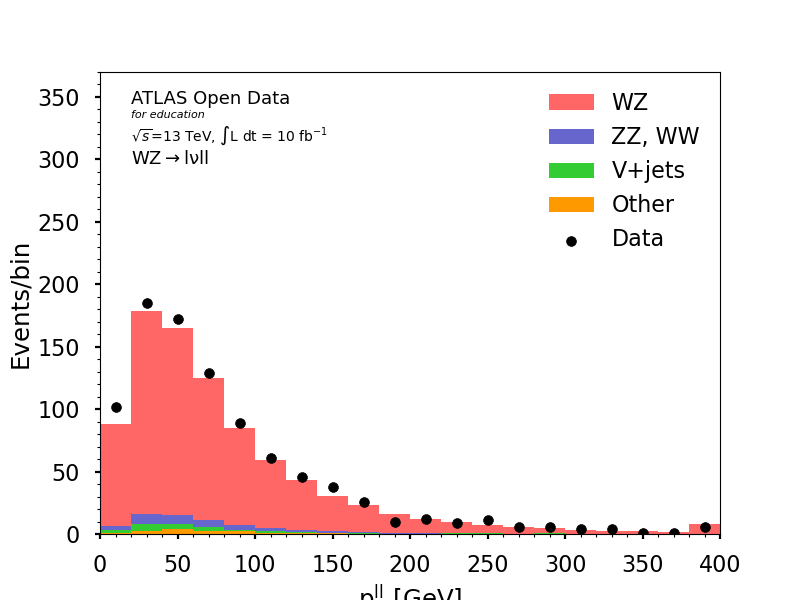 350
300
250
200
150
100
50
0
Events/bin
ATLAS Open Data
for education
√s=13 TeV, ∫L dt = 10 fb⁻¹
WZ → lνll
WZ
ZZ, WW
V+jets
Other
Data
0 50 100 150 200 250 300 350 400
pˡˡ [GeV]